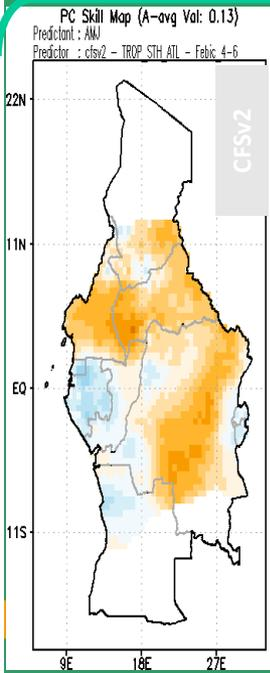 PC Skill Map (A-avg Val: 0.13)
Predictant : AMJ
Predictor : cfsv2 – TROP STH ATL – Febic 4-6
CFSv2
22N
11N
EQ
11S
9E 18E 27E